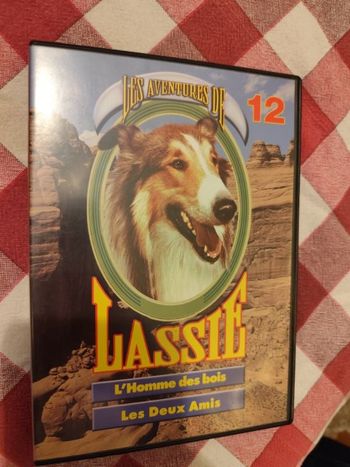 LES AVENTURES DE
12
LASSIE
L'Homme des bois
Les Deux Amis